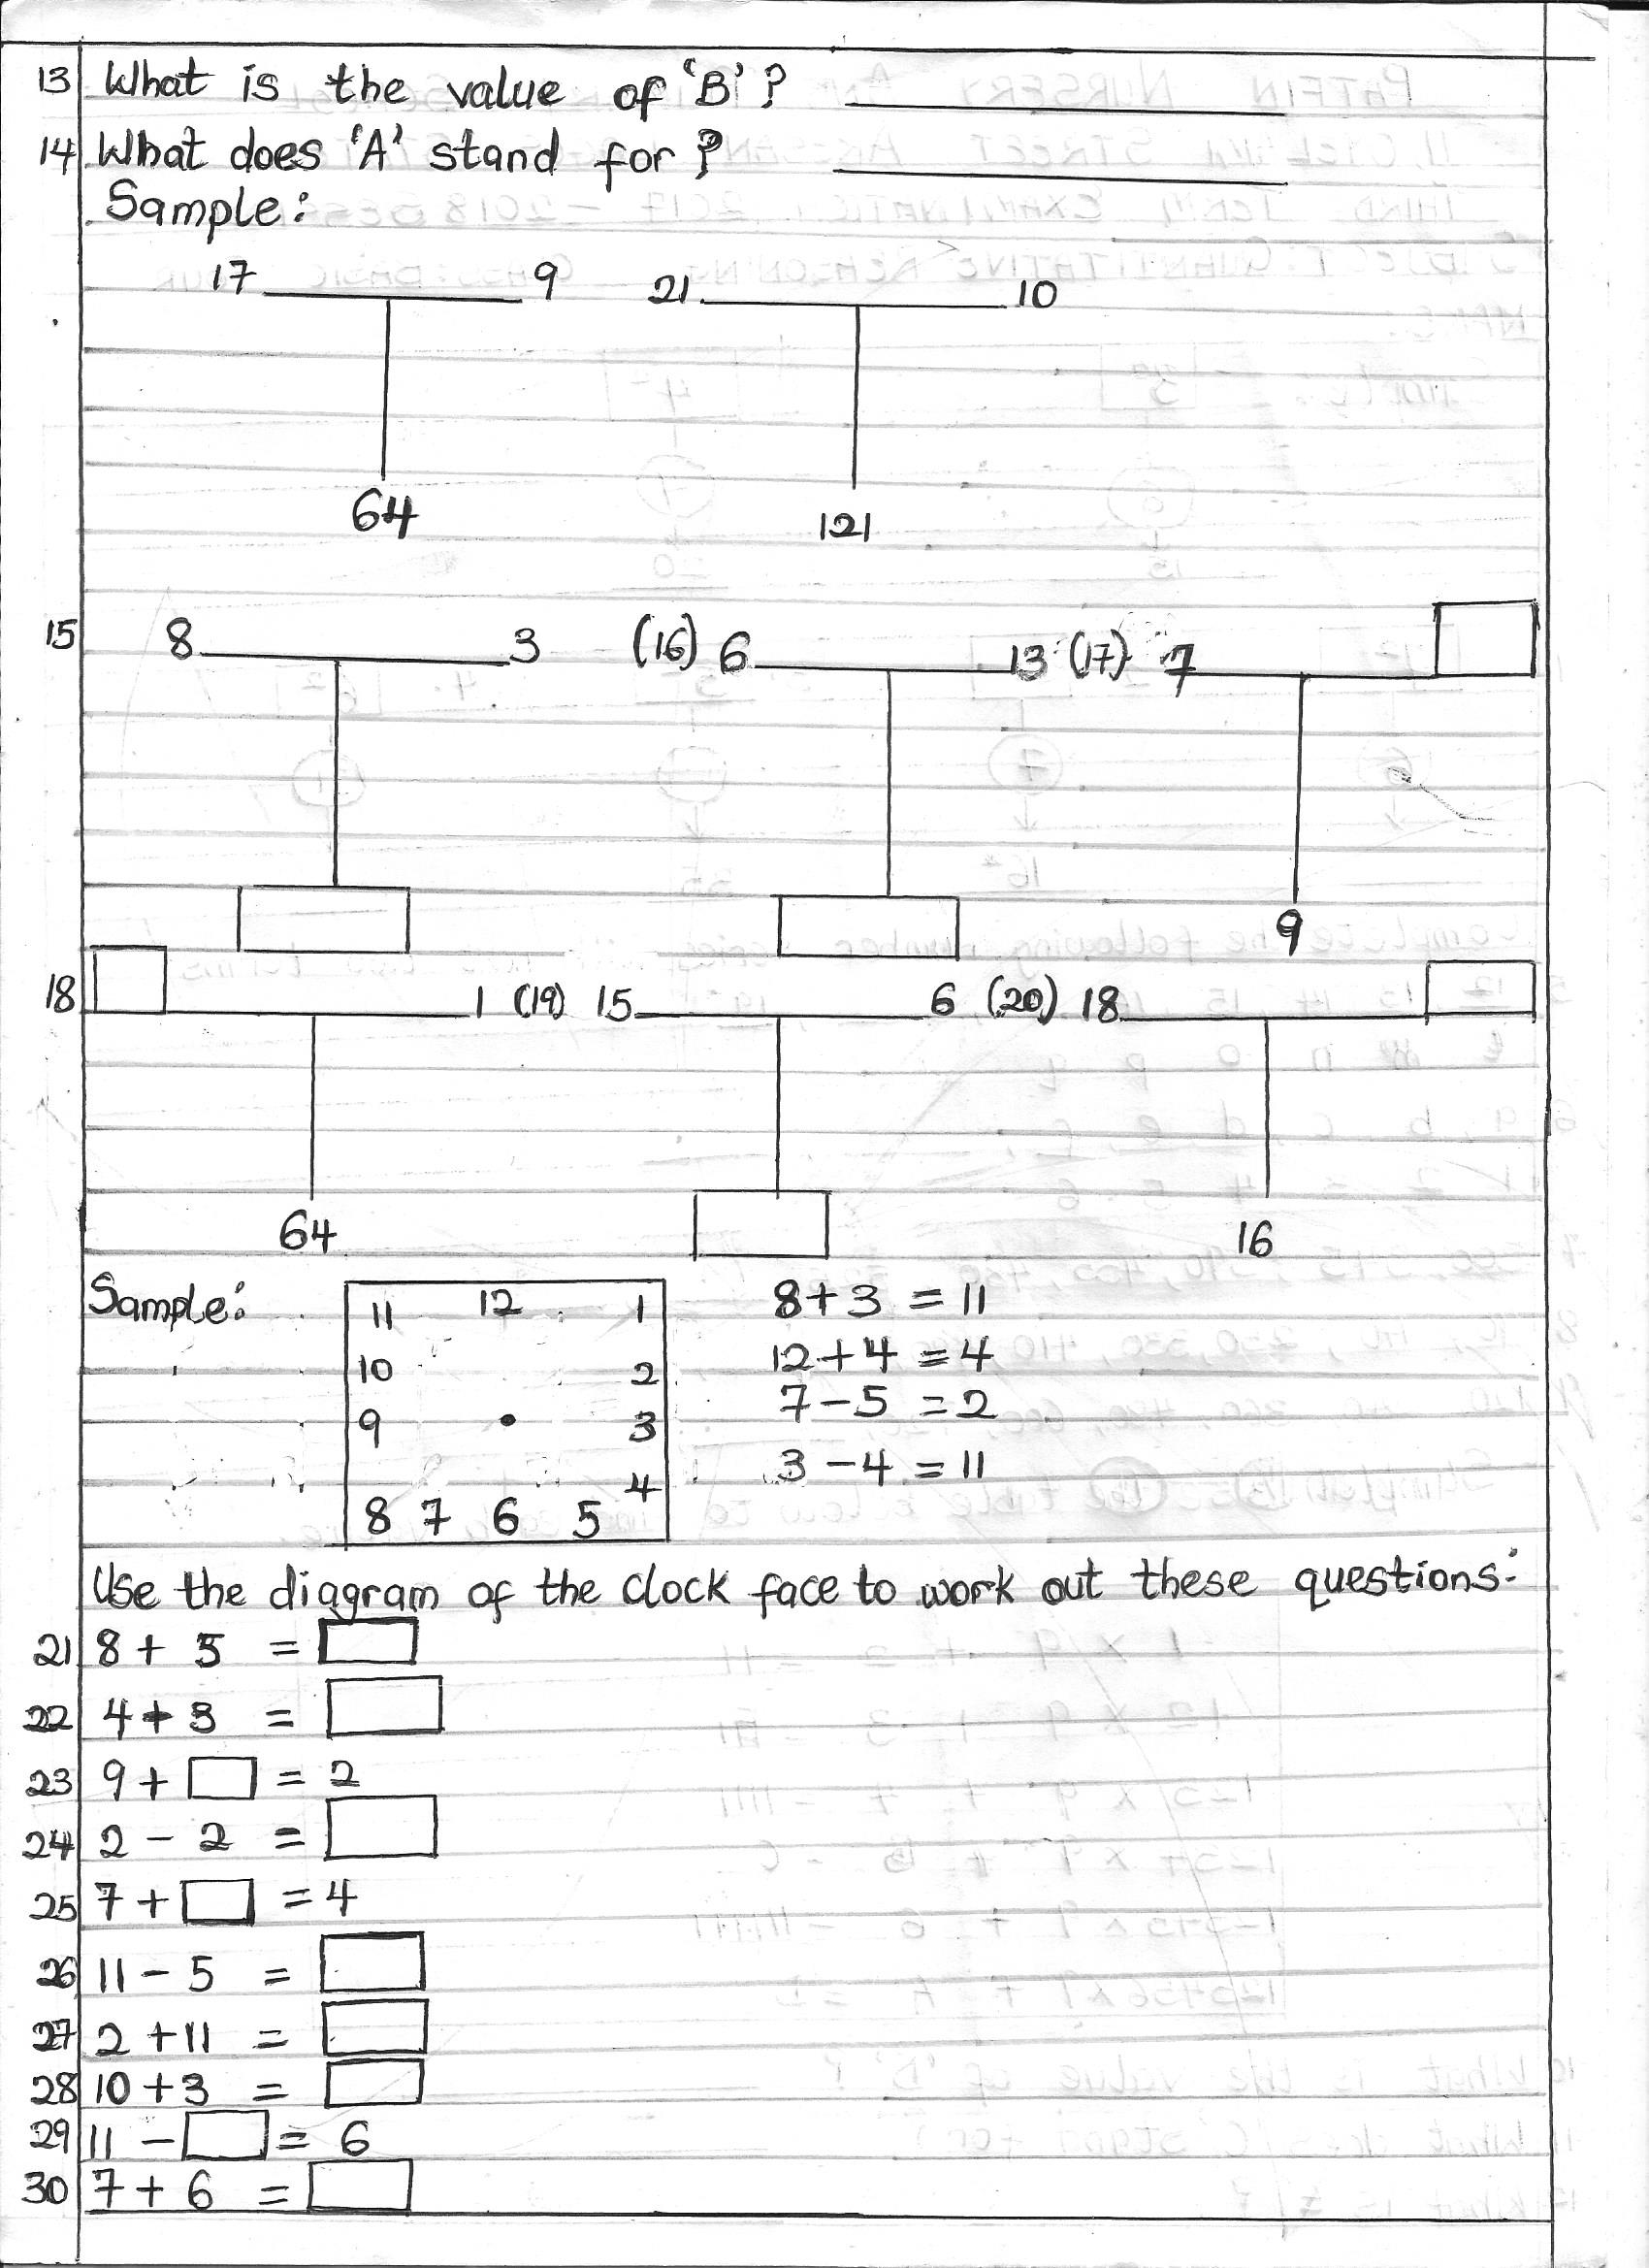 13 What is the value of 'B'? ______
14 What does 'A' stand for? ______
Sample:
17 9 21 10
64 121
15 8 3 (16) 6 13 (17) 7
9
18 1 (19) 15 6 (20) 18
64 16
Sample: 11 12 1 8 + 3 = 11
10 2 12 + 4 = 4
9 3 7 - 5 = 2
4 3 - 4 = 11
8 7 6 5
Use the diagram of the clock face to work out these questions:
21 8 + 5 =
22 4 + 3 =
23 9 + □ = 2
24 2 - 2 =
25 7 + □ = 4
26 11 - 5 =
27 2 + 11 =
28 10 + 3 =
29 11 - □ = 6
30 7 + 6 =